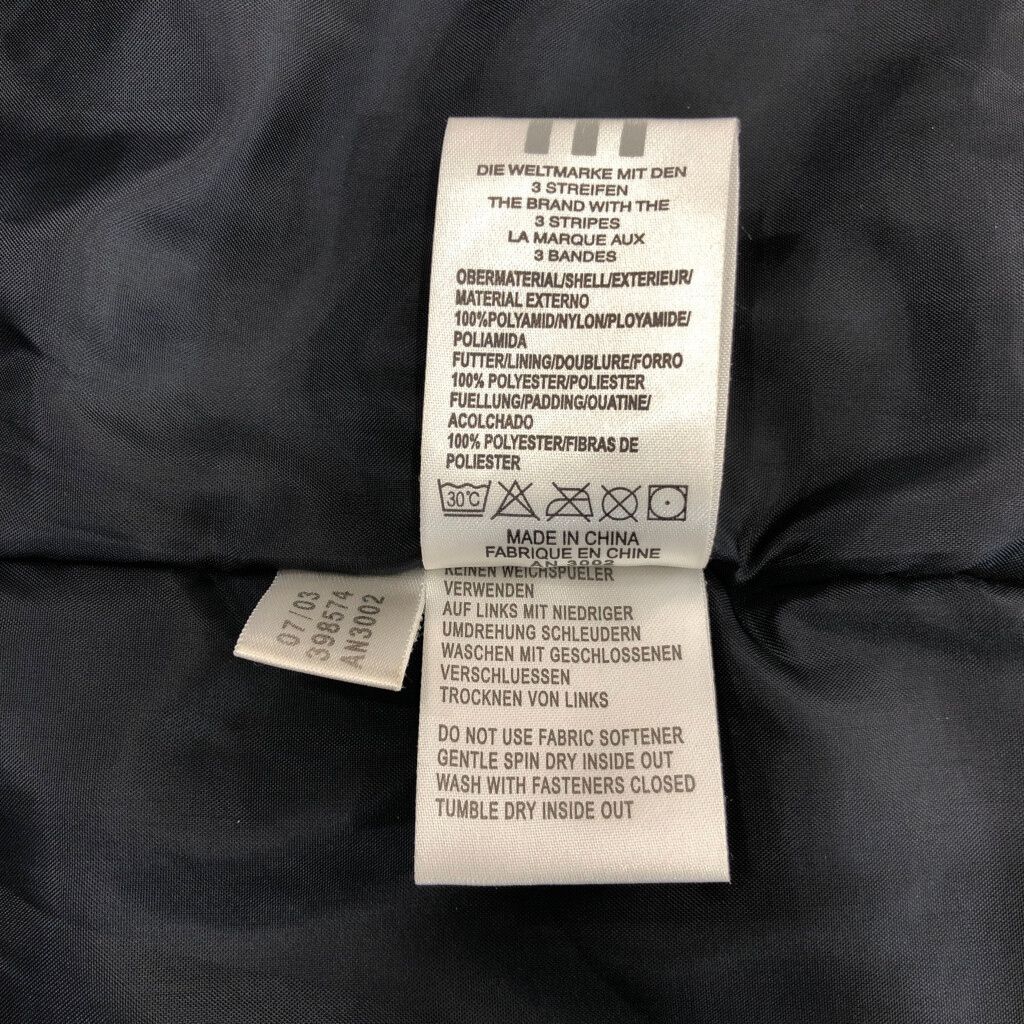 DIE WELTMARKE MIT DEN
3 STREIFEN
THE BRAND WITH THE
3 STRIPES
LA MARQUE AUX
3 BANDES
OBERMATERIAL/SHELL/EXTERIEUR/
MATERIAL EXTERNO
100%POLYAMID/NYLON/PLOYAMIDE/
POLIAMIDA
FUTTER/LINING/DOUBLURE/FORRO
100% POLYESTER/POLIESTER
FUELLUNG/PADDING/OUATINE/
ACOLCHADO
100% POLYESTER/FIBRAS DE
POLIESTER
30°C
MADE IN CHINA
FABRIQUE EN CHINE
AN 3002
KEINEN WEICHSPUELER
VERWENDEN
AUF LINKS MIT NIEDRIGER
UMDREHUNG SCHLEUDERN
WASCHEN MIT GESCHLOSSENEN
VERSCHLUESSEN
TROCKNEN VON LINKS
DO NOT USE FABRIC SOFTENER
GENTLE SPIN DRY INSIDE OUT
WASH WITH FASTENERS CLOSED
TUMBLE DRY INSIDE OUT
07/03
398574
AN3002